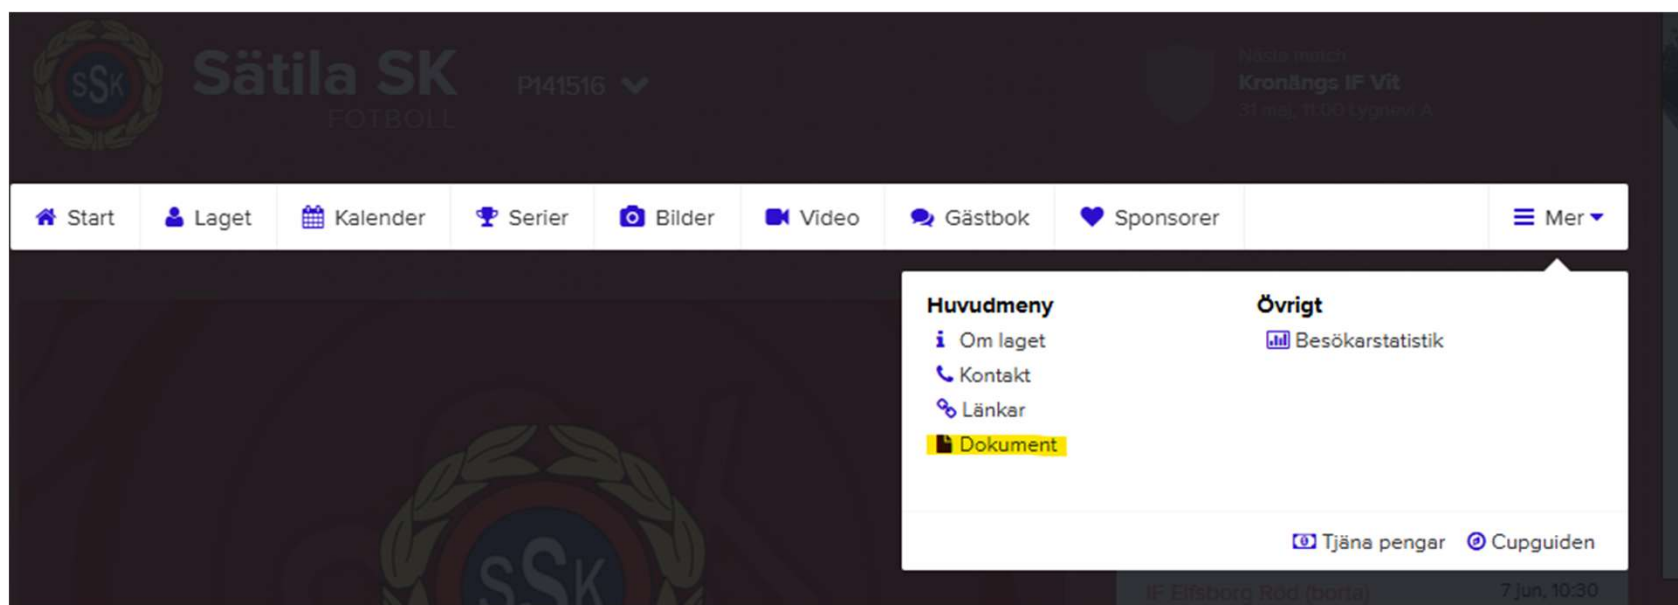 SSK
Sätila SK
FOTBOLL
P141516
Nästa match
Kronängs IF Vit
31 maj, 11:00 Lygnevi A
Start Laget Kalender Serier Bilder Video Gästbok Sponsorer Mer
Huvudmeny
Om laget
Kontakt
Länkar
Dokument
Övrigt
Besökarstatistik
Tjäna pengar Cupguiden
SSK
IF Elfsborg Röd (borta) 7 jun, 10:30